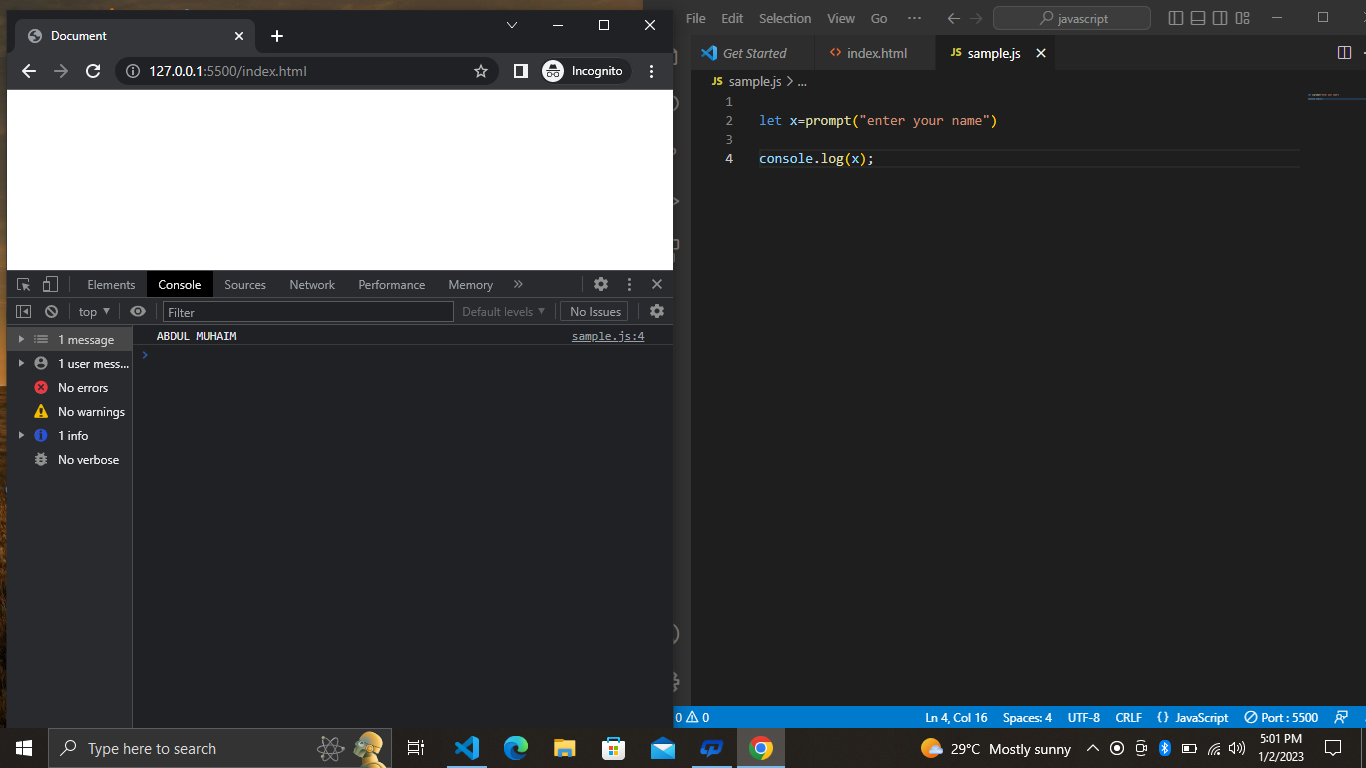 Document
127.0.0.1:5500/index.html
Incognito
Elements Console Sources Network Performance Memory
top Filter Default levels No Issues
1 message
1 user mess...
No errors
No warnings
1 info
No verbose
ABDUL MUHAIM sample.js:4
File Edit Selection View Go ... javascript
Get Started index.html JS sample.js
JS sample.js > ...
1
2 let x=prompt("enter your name")
3
4 console.log(x);
0 0 Ln 4, Col 16 Spaces: 4 UTF-8 CRLF {} JavaScript Port : 5500
Type here to search
29°C Mostly sunny
5:01 PM
1/2/2023